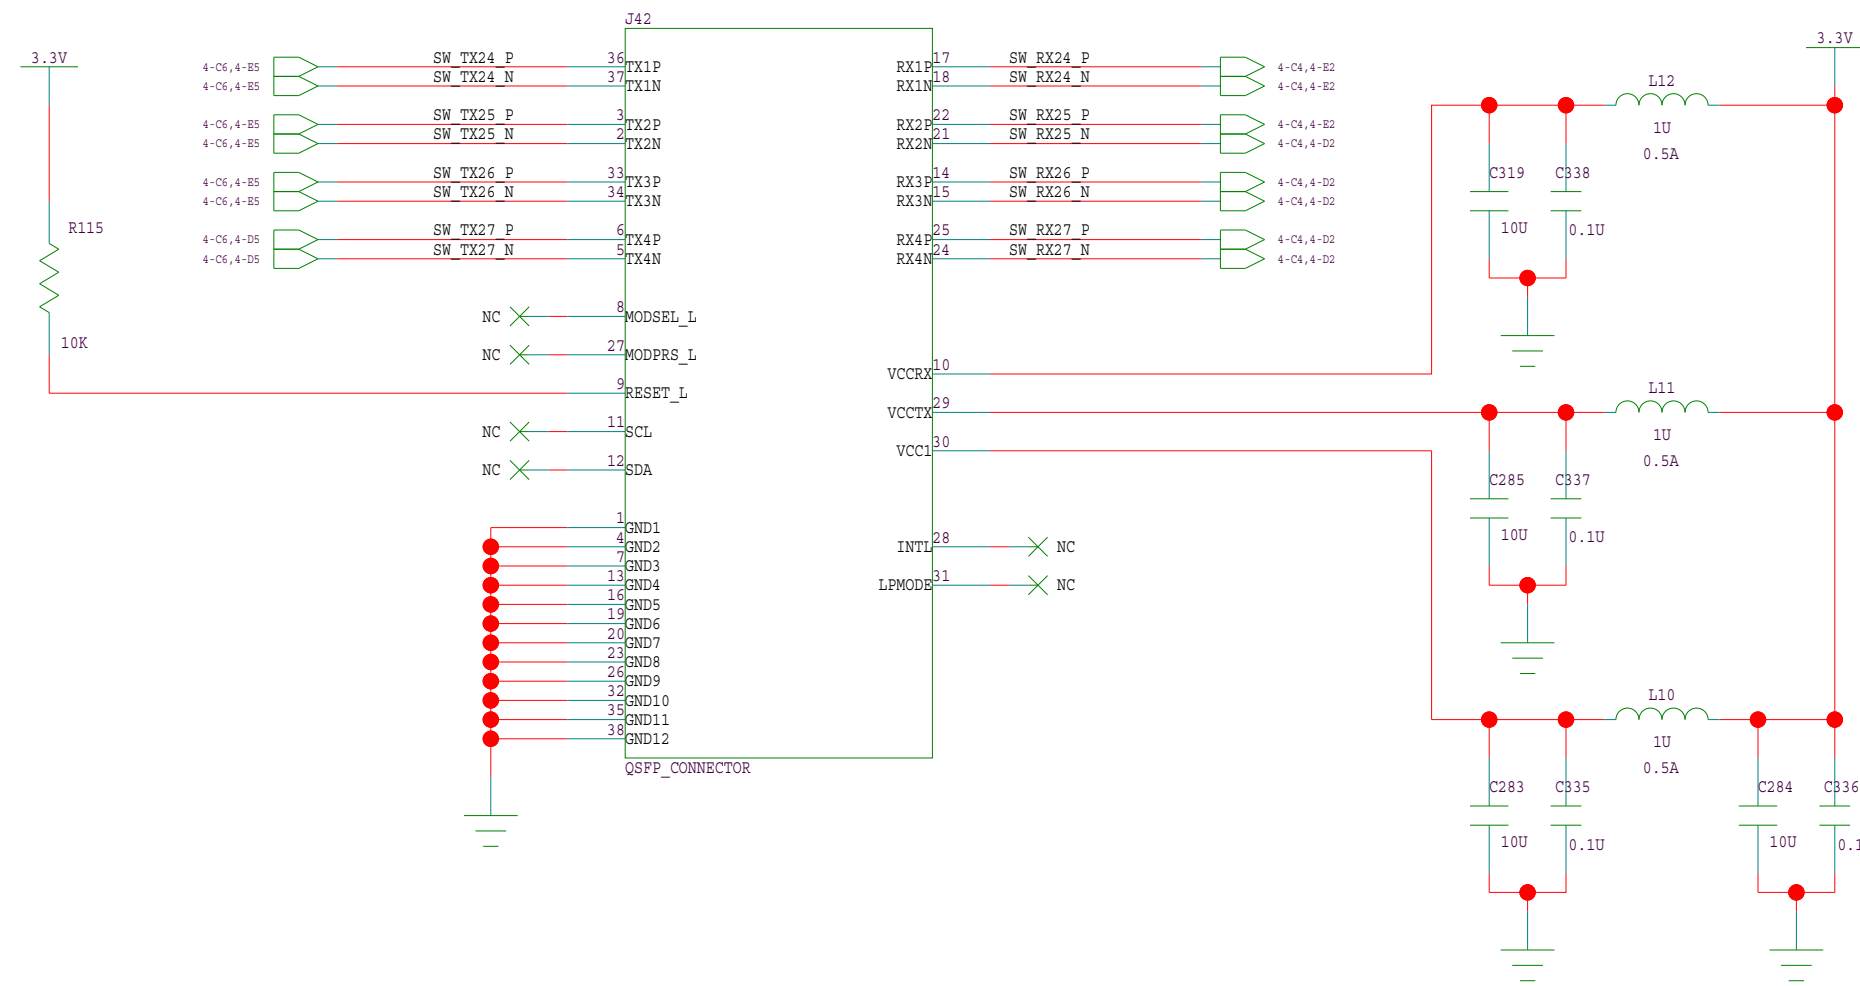 J42
3.3V
3.3V
4-C6,4-E5 SW_TX24_P 36 TX1P RX1P 17 SW_RX24_P 4-C4,4-E2
4-C6,4-E5 SW_TX24_N 37 TX1N RX1N 18 SW_RX24_N 4-C4,4-E2
4-C6,4-E5 SW_TX25_P 3 TX2P RX2P 22 SW_RX25_P 4-C4,4-E2
4-C6,4-E5 SW_TX25_N 2 TX2N RX2N 21 SW_RX25_N 4-C4,4-D2
4-C6,4-E5 SW_TX26_P 33 TX3P RX3P 14 SW_RX26_P 4-C4,4-D2
4-C6,4-E5 SW_TX26_N 34 TX3N RX3N 15 SW_RX26_N 4-C4,4-D2
4-C6,4-D5 SW_TX27_P 6 TX4P RX4P 25 SW_RX27_P 4-C4,4-D2
4-C6,4-D5 SW_TX27_N 5 TX4N RX4N 24 SW_RX27_N 4-C4,4-D2
R115
10K
NC 8 MODSEL_L
NC 27 MODPRS_L
9 RESET_L
NC 11 SCL
NC 12 SDA
1 GND1
4 GND2
7 GND3
13 GND4
16 GND5
19 GND6
20 GND7
23 GND8
26 GND9
32 GND10
35 GND11
38 GND12
QSFP_CONNECTOR
VCCRX 10
VCCTX 29
VCC1 30
INTL 28 NC
LPMODE 31 NC
L12
1U
0.5A
C319 C338
10U 0.1U
L11
1U
0.5A
C285 C337
10U 0.1U
L10
1U
0.5A
C283 C335 C284 C336
10U 0.1U 10U 0.1